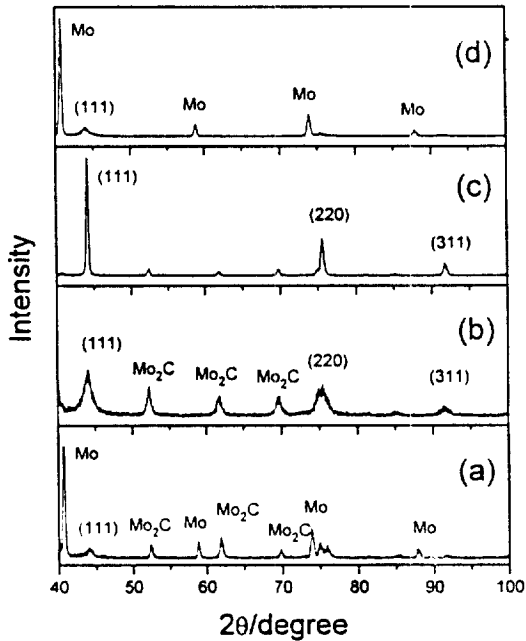 Mo
(d)
(111)
Mo
Mo
Mo
(111)
(c)
(220)
(311)
(111)
(b)
Mo₂C
Mo₂C
Mo₂C
(220)
(311)
Mo
(a)
(111)
Mo₂C
Mo
Mo₂C
Mo₂C
Mo
Mo
40 50 60 70 80 90 100
2θ/degree
Intensity